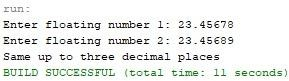 run:
Enter floating number 1: 23.45678
Enter floating number 2: 23.45689
Same up to three decimal places
BUILD SUCCESSFUL (total time: 11 seconds)